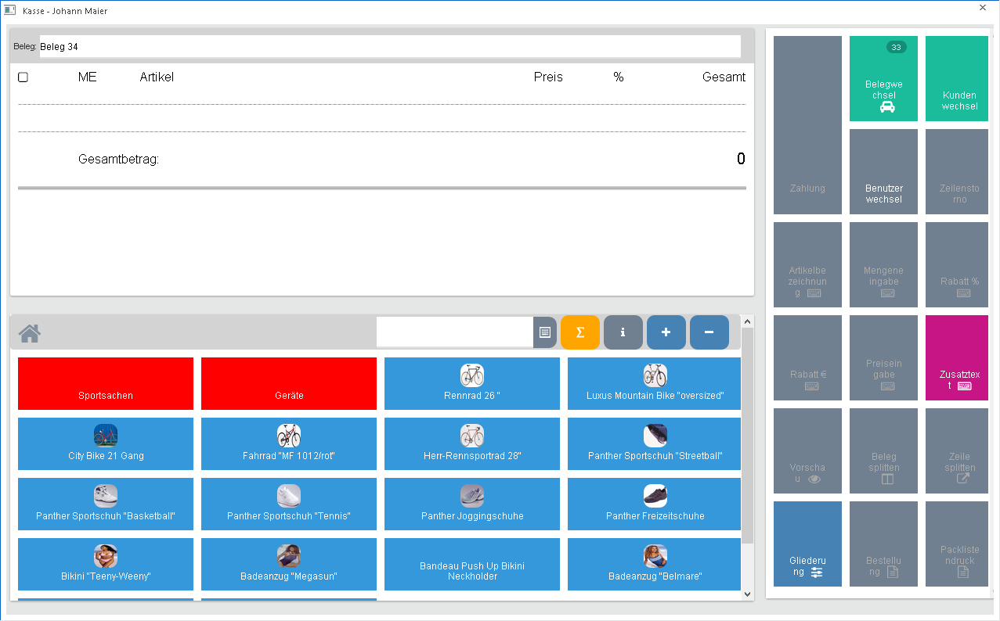 Kasse - Johann Maier
Beleg: Beleg 34
ME Artikel Preis % Gesamt
Gesamtbetrag: 0
Σ i + −
Sportsachen
Geräte
Rennrad 26 "
Luxus Mountain Bike "oversized"
City Bike 21 Gang
Fahrrad "MF 1012/rot"
Herr-Rennsportrad 28"
Panther Sportschuh "Streetball"
Panther Sportschuh "Basketball"
Panther Sportschuh "Tennis"
Panther Joggingschuhe
Panther Freizeitschuhe
Bikini "Teeny-Weeny"
Badeanzug "Megasun"
Bandeau Push Up Bikini
Neckholder
Badeanzug "Belmare"
Zahlung
33
Belegwe
chsel
Kunden
wechsel
Benutzer
wechsel
Zeilensto
rno
Artikelbe
zeichnun
g
Mengene
ingabe
Rabatt %
Rabatt €
Preisein
gabe
Zusatztex
t
Vorscha
u
Beleg
splitten
Zeile
splitten
Gliederu
ng
Bestellu
ng
Packliste
ndruck